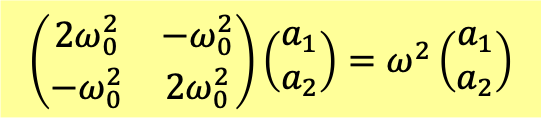 (2ω₀² −ω₀²) (a₁) = ω² (a₁)
(−ω₀² 2ω₀²) (a₂) (a₂)